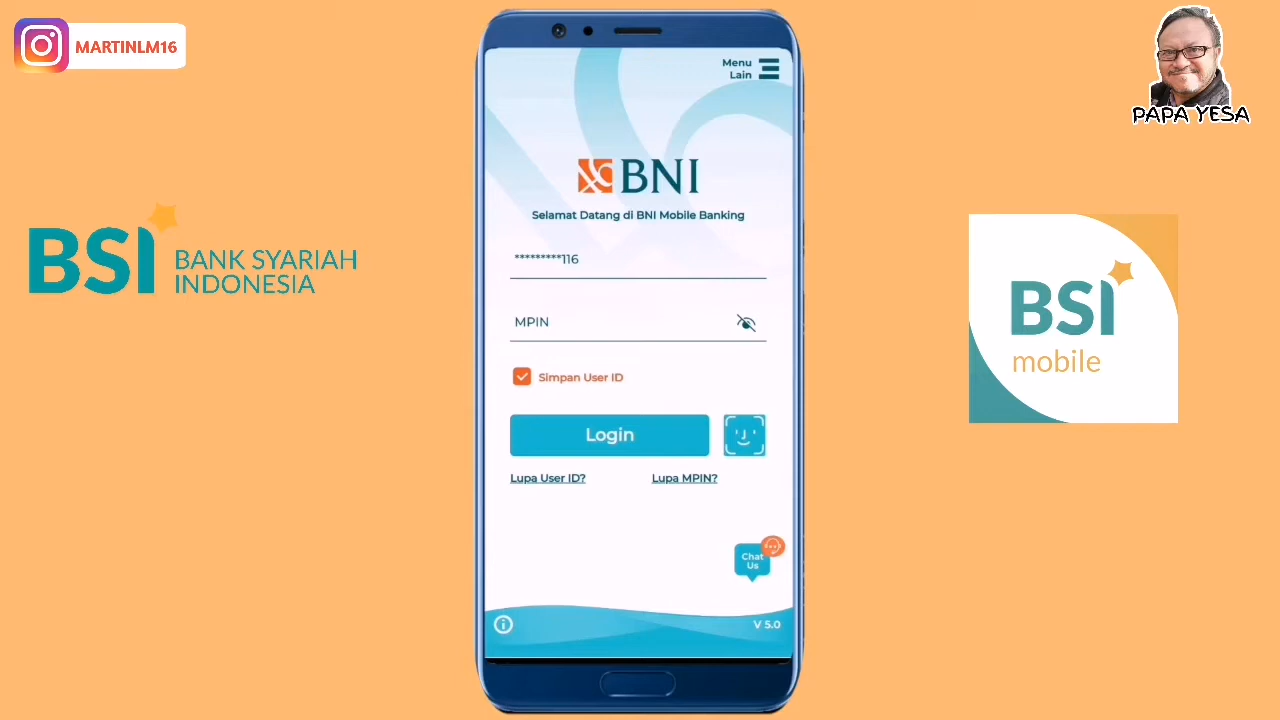 MARTINLM16
PAPA YESA
BSI BANK SYARIAH
INDONESIA
Menu
Lain
BNI
Selamat Datang di BNI Mobile Banking
*********116
MPIN
Simpan User ID
Login
Lupa User ID? Lupa MPIN?
Chat
Us
V 5.0
BSI
mobile